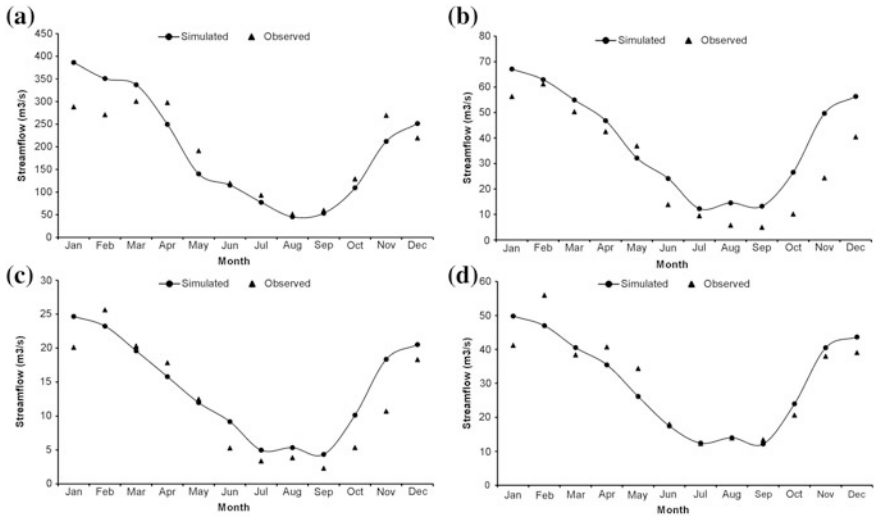 (a)
Simulated Observed
Streamflow (m3/s)
450
400
350
300
250
200
150
100
50
0
Jan Feb Mar Apr May Jun Jul Aug Sep Oct Nov Dec
Month
(b)
Simulated Observed
Streamflow (m3/s)
80
70
60
50
40
30
20
10
0
Jan Feb Mar Apr May Jun Jul Aug Sep Oct Nov Dec
Month
(c)
Simulated Observed
Streamflow (m3/s)
30
25
20
15
10
5
0
Jan Feb Mar Apr May Jun Jul Aug Sep Oct Nov Dec
Month
(d)
Simulated Observed
Streamflow (m3/s)
60
50
40
30
20
10
0
Jan Feb Mar Apr May Jun Jul Aug Sep Oct Nov Dec
Month